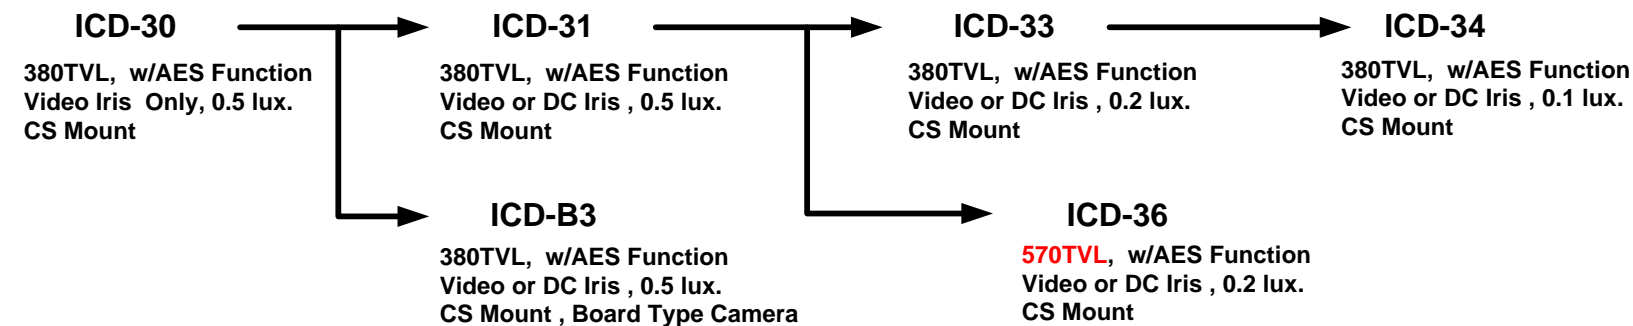 ICD-30
380TVL,  w/AES Function
Video Iris  Only, 0.5 lux.
CS Mount
ICD-31
380TVL,  w/AES Function
Video or DC Iris , 0.5 lux.
CS Mount
ICD-33
380TVL,  w/AES Function
Video or DC Iris , 0.2 lux.
CS Mount
ICD-34
380TVL,  w/AES Function
Video or DC Iris , 0.1 lux.
CS Mount
ICD-B3
380TVL,  w/AES Function
Video or DC Iris , 0.5 lux.
CS Mount , Board Type Camera
ICD-36
570TVL,  w/AES Function
Video or DC Iris , 0.2 lux.
CS Mount